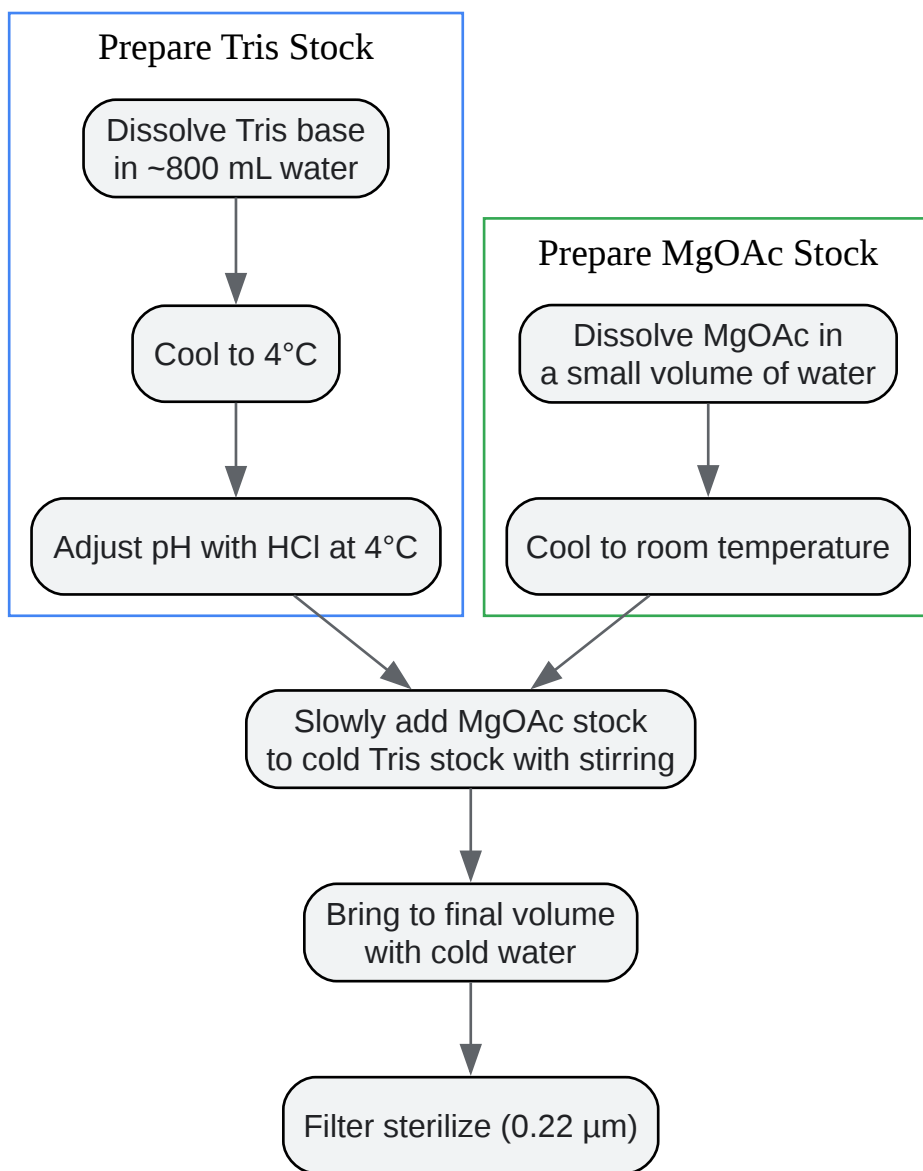 Prepare Tris Stock
Dissolve Tris base
in ~800 mL water
Cool to 4°C
Adjust pH with HCl at 4°C
Prepare MgOAc Stock
Dissolve MgOAc in
a small volume of water
Cool to room temperature
Slowly add MgOAc stock
to cold Tris stock with stirring
Bring to final volume
with cold water
Filter sterilize (0.22 µm)